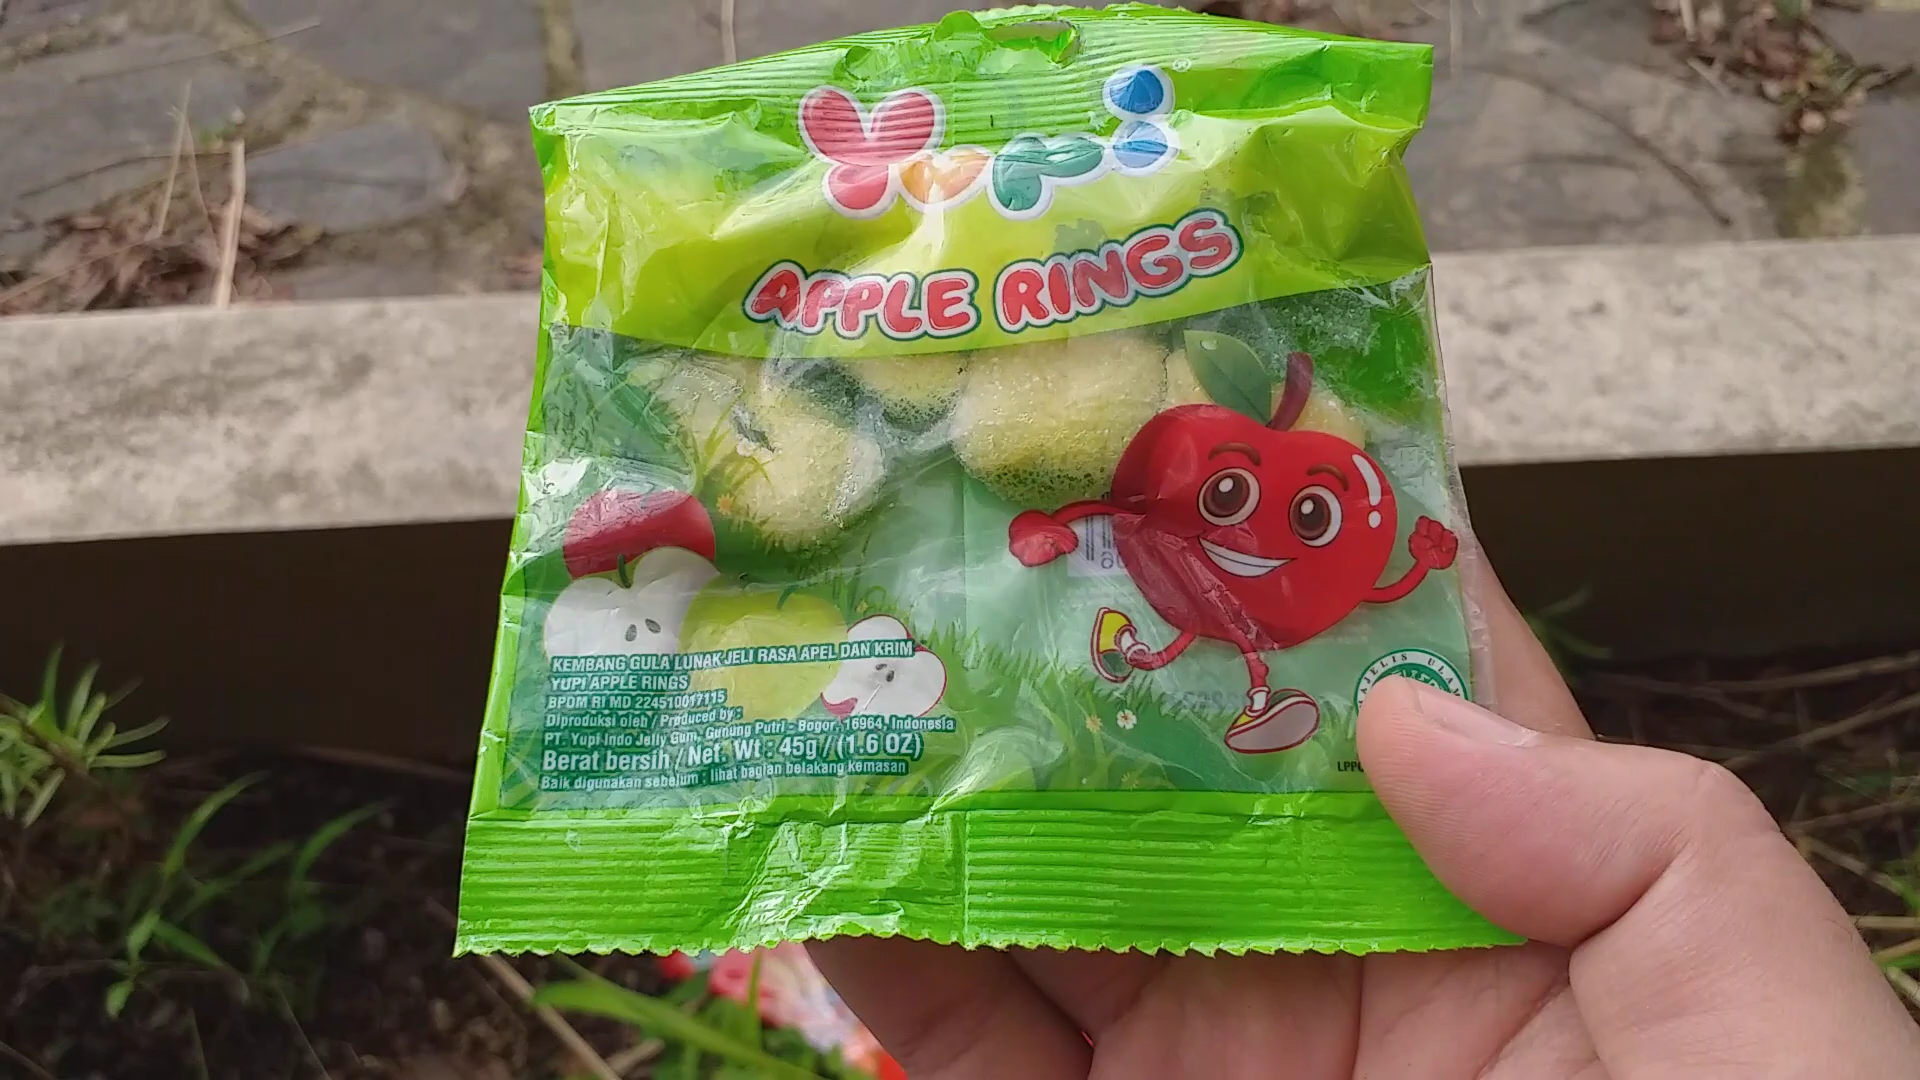 Yupi®
APPLE RINGS
KEMBANG GULA LUNAK JELI RASA APEL DAN KRIM
YUPI APPLE RINGS
BPOM RI MD 224510017115
Diproduksi oleh / Produced by :
PT. Yupi Indo Jelly Gum, Gunung Putri - Bogor, 16964, Indonesia
Berat bersih / Net. Wt : 45g / (1.6 OZ)
Baik digunakan sebelum : lihat bagian belakang kemasan